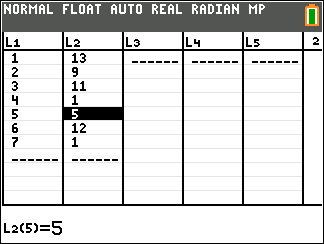 NORMAL FLOAT AUTO REAL RADIAN MP
L1 L2 L3 L4 L5 2
1 13 ------ ------ ------
2 9
3 11
4 1
5 5
6 12
7 1
------ ------
L2(5)=5